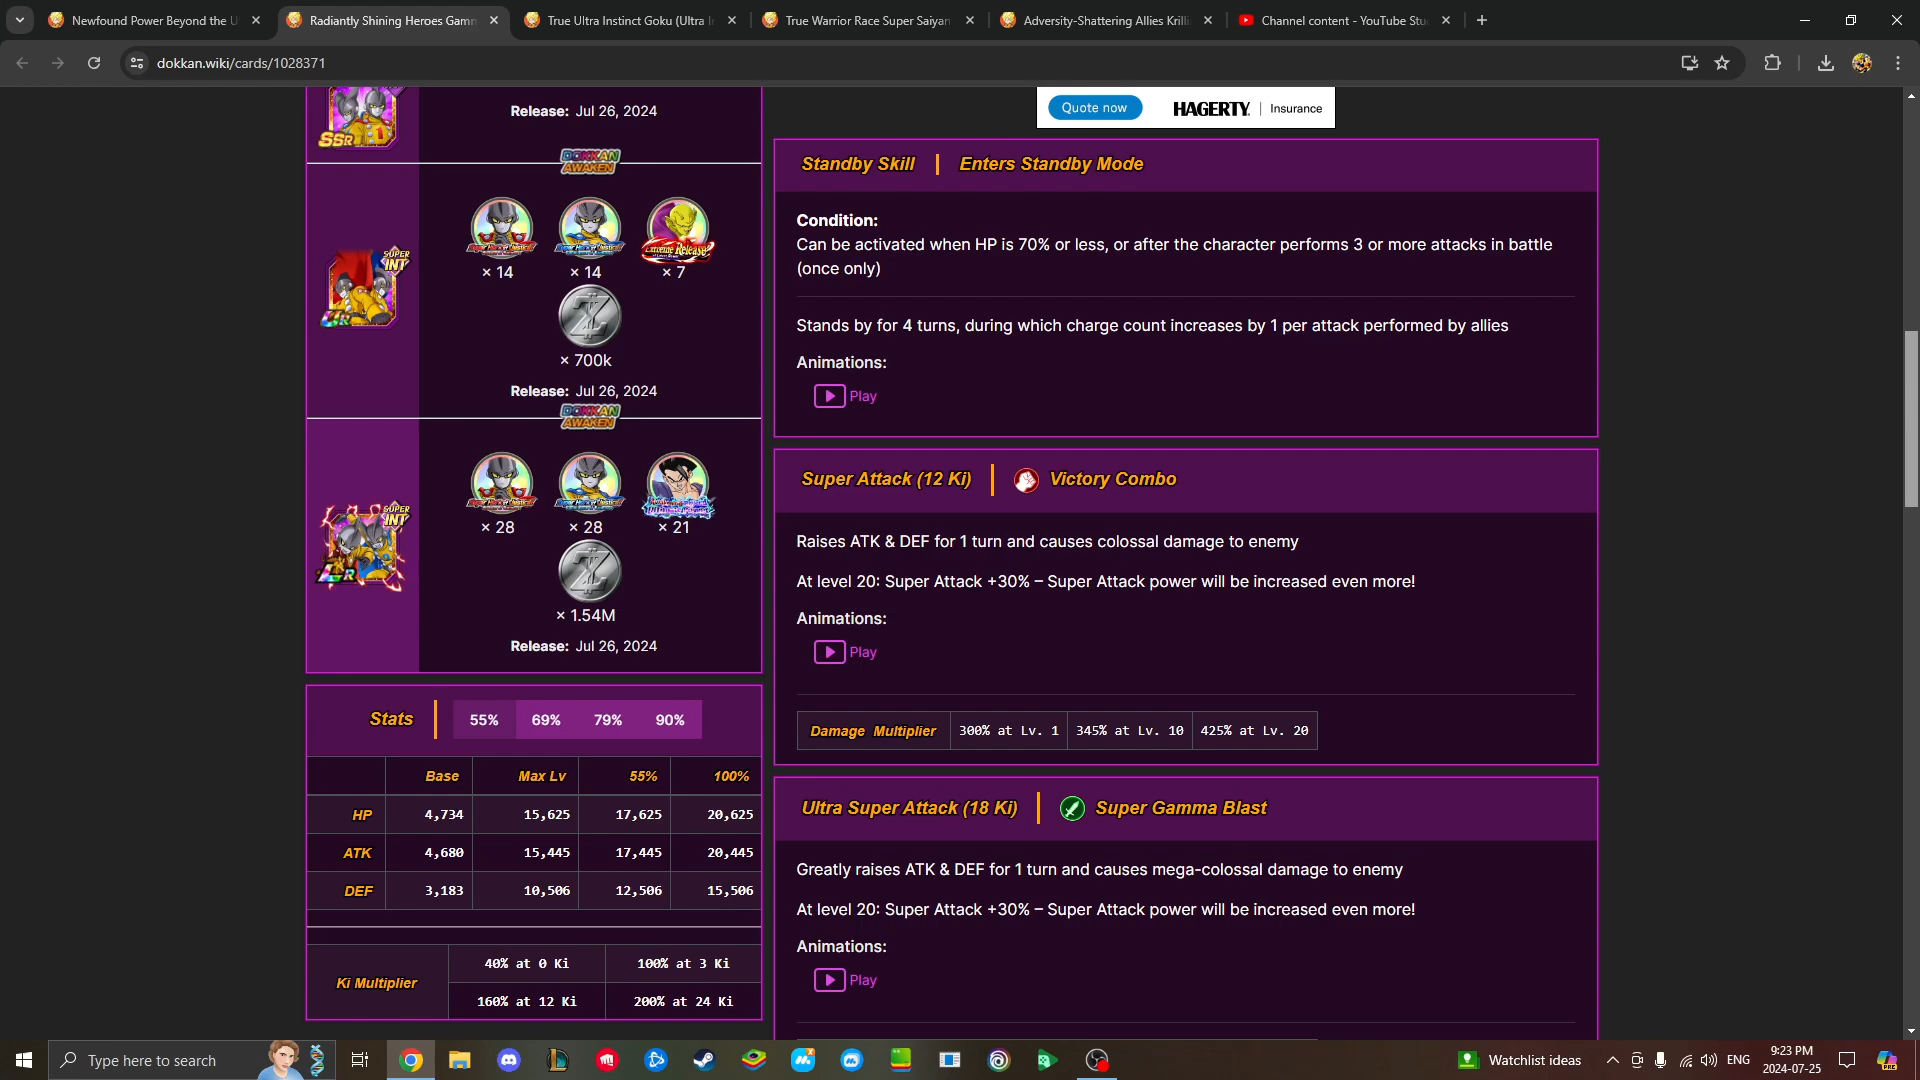 Newfound Power Beyond the U
Radiantly Shining Heroes Gamm
True Ultra Instinct Goku (Ultra I
True Warrior Race Super Saiyan
Adversity-Shattering Allies Krilli
Channel content - YouTube Stu
dokkan.wiki/cards/1028371
SSR
Release: Jul 26, 2024
DOKKAN
AWAKEN
SUPER
INT
× 14
× 14
× 7
× 700k
Release: Jul 26, 2024
DOKKAN
AWAKEN
SUPER
INT
× 28
× 28
× 21
× 1.54M
Release: Jul 26, 2024
Stats
55% 69% 79% 90%
Base Max Lv 55% 100%
HP 4,734 15,625 17,625 20,625
ATK 4,680 15,445 17,445 20,445
DEF 3,183 10,506 12,506 15,506
Ki Multiplier
40% at 0 Ki 100% at 3 Ki
160% at 12 Ki 200% at 24 Ki
Quote now HAGERTY | Insurance
Standby Skill Enters Standby Mode
Condition:
Can be activated when HP is 70% or less, or after the character performs 3 or more attacks in battle
(once only)
Stands by for 4 turns, during which charge count increases by 1 per attack performed by allies
Animations:
Play
Super Attack (12 Ki) Victory Combo
Raises ATK & DEF for 1 turn and causes colossal damage to enemy
At level 20: Super Attack +30% – Super Attack power will be increased even more!
Animations:
Play
Damage Multiplier 300% at Lv. 1 345% at Lv. 10 425% at Lv. 20
Ultra Super Attack (18 Ki) Super Gamma Blast
Greatly raises ATK & DEF for 1 turn and causes mega-colossal damage to enemy
At level 20: Super Attack +30% – Super Attack power will be increased even more!
Animations:
Play
Type here to search
Watchlist ideas
ENG
9:23 PM
2024-07-25